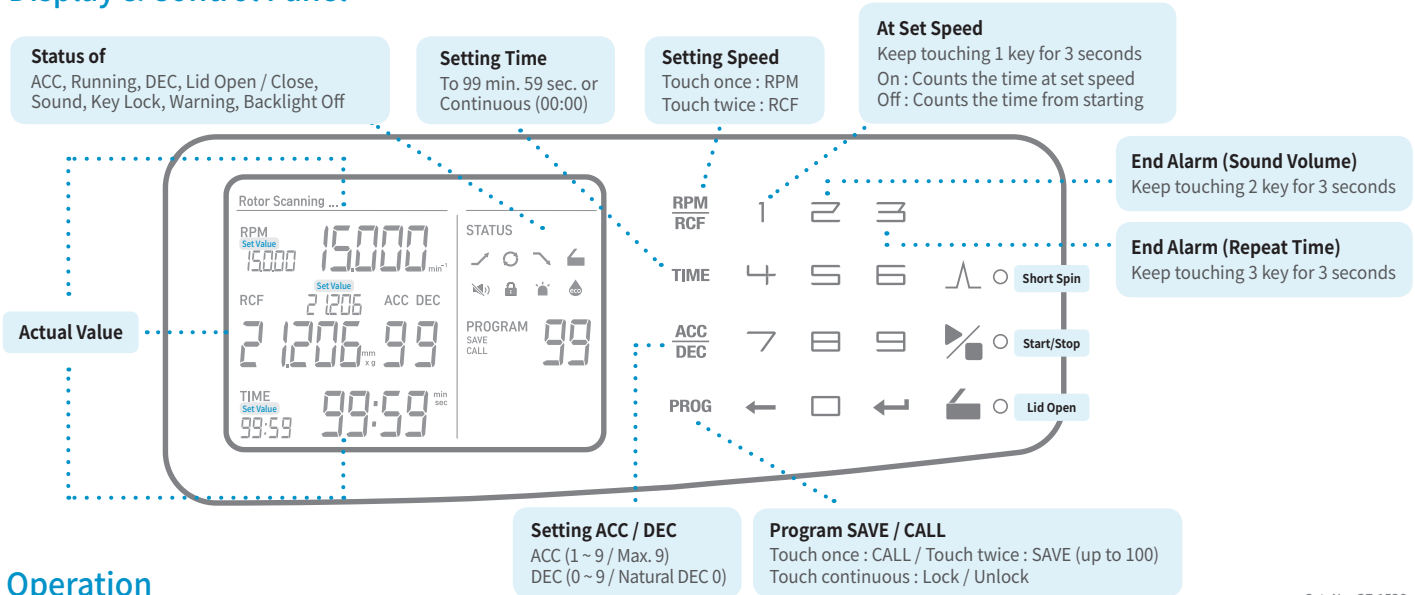 Status of
ACC, Running, DEC, Lid Open / Close,
Sound, Key Lock, Warning, Backlight Off
Setting Time
To 99 min. 59 sec. or
Continuous (00:00)
Setting Speed
Touch once : RPM
Touch twice : RCF
At Set Speed
Keep touching 1 key for 3 seconds
On : Counts the time at set speed
Off : Counts the time from starting
End Alarm (Sound Volume)
Keep touching 2 key for 3 seconds
End Alarm (Repeat Time)
Keep touching 3 key for 3 seconds
Actual Value
Rotor Scanning ...
RPM
Set Value
15,000
15,000 min⁻¹
Set Value
RCF 21,206 ACC DEC
21,206 mm x g 9 9
TIME
Set Value
99:59
99:59 min sec
STATUS
eco
PROGRAM
SAVE
CALL
99
RPM
RCF
1 2 3
TIME 4 5 6 Short Spin
ACC
DEC
7 8 9 Start/Stop
PROG ← 0 ↵ Lid Open
Setting ACC / DEC
ACC (1 ~ 9 / Max. 9)
DEC (0 ~ 9 / Natural DEC 0)
Program SAVE / CALL
Touch once : CALL / Touch twice : SAVE (up to 100)
Touch continuous : Lock / Unlock
Operation